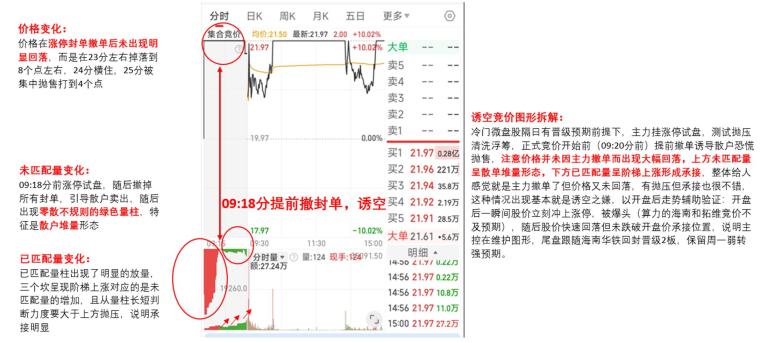 价格变化：
价格在涨停封单撤单后未出现明
显回落，而是在23分左右掉落到
8个点左右，24分横住，25分被
集中抛售打到4个点
未匹配量变化：
09:18分前涨停试盘，随后撤掉
所有封单，引导散户卖出，随后
出现零散不规则的绿色量柱，特
征是散户堆量形态
已匹配量变化：
已匹配量柱出现了明显的放量，
三个坎呈现阶梯上涨对应的是未
匹配量的增加，且从量柱长短判
断力度要大于上方抛压，说明承
接明显
分时 日K 周K 月K 五日 更多
集合竞价 均价:21.50 最新:21.97 2.00 +10.02%
21.97 +10.02%
19.97 0.00%
09:18分提前撤封单，诱空
17.97 -10.02%
09:15 09:30 11:30 15:00
分时量 量:124 现手:124
额:27.24万
19260.0
大单 -- --
卖5 -- --
卖4 -- --
卖3 -- --
卖2 -- --
卖1 -- --
买1 21.97 0.28亿
买2 21.96 221万
买3 21.94 35.8万
买4 21.92 2.19万
买5 21.91 28.5万
大单 21.61 +5.6万
明细
14:56 21.97 0.22万
14:56 21.97 0.22万
14:56 21.97 10.8万
14:56 21.97 11.0万
15:00 21.97 27.2万
诱空竞价图形拆解：
冷门微盘股隔日有晋级预期前提下，主力挂涨停试盘，测试抛压
清洗浮筹，正式竞价开始前（09:20分前）提前撤单诱导散户恐慌
抛售，注意价格并未因主力撤单而出现大幅回落，上方未匹配量
呈散单堆量形态，下方已匹配量呈阶梯上涨形成承接，整体给人
感觉就是主力撤单了但价格又未回落，有抛压但承接也很不错，
这种情况出现基本就是诱空之嫌，以开盘后走势辅助验证：开盘
后一瞬间股价立刻冲上涨停，被爆头（算力的海南和拓维竞价不
及预期），随后股价快速回落但未跌破开盘价承接位置，说明主
控在维护图形，尾盘跟随海南华铁回封晋级2板，保留周一弱转
强预期。